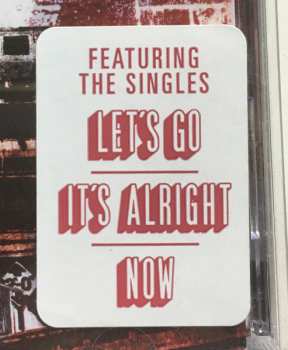 FEATURING
THE SINGLES
LET'S GO
IT'S ALRIGHT
NOW